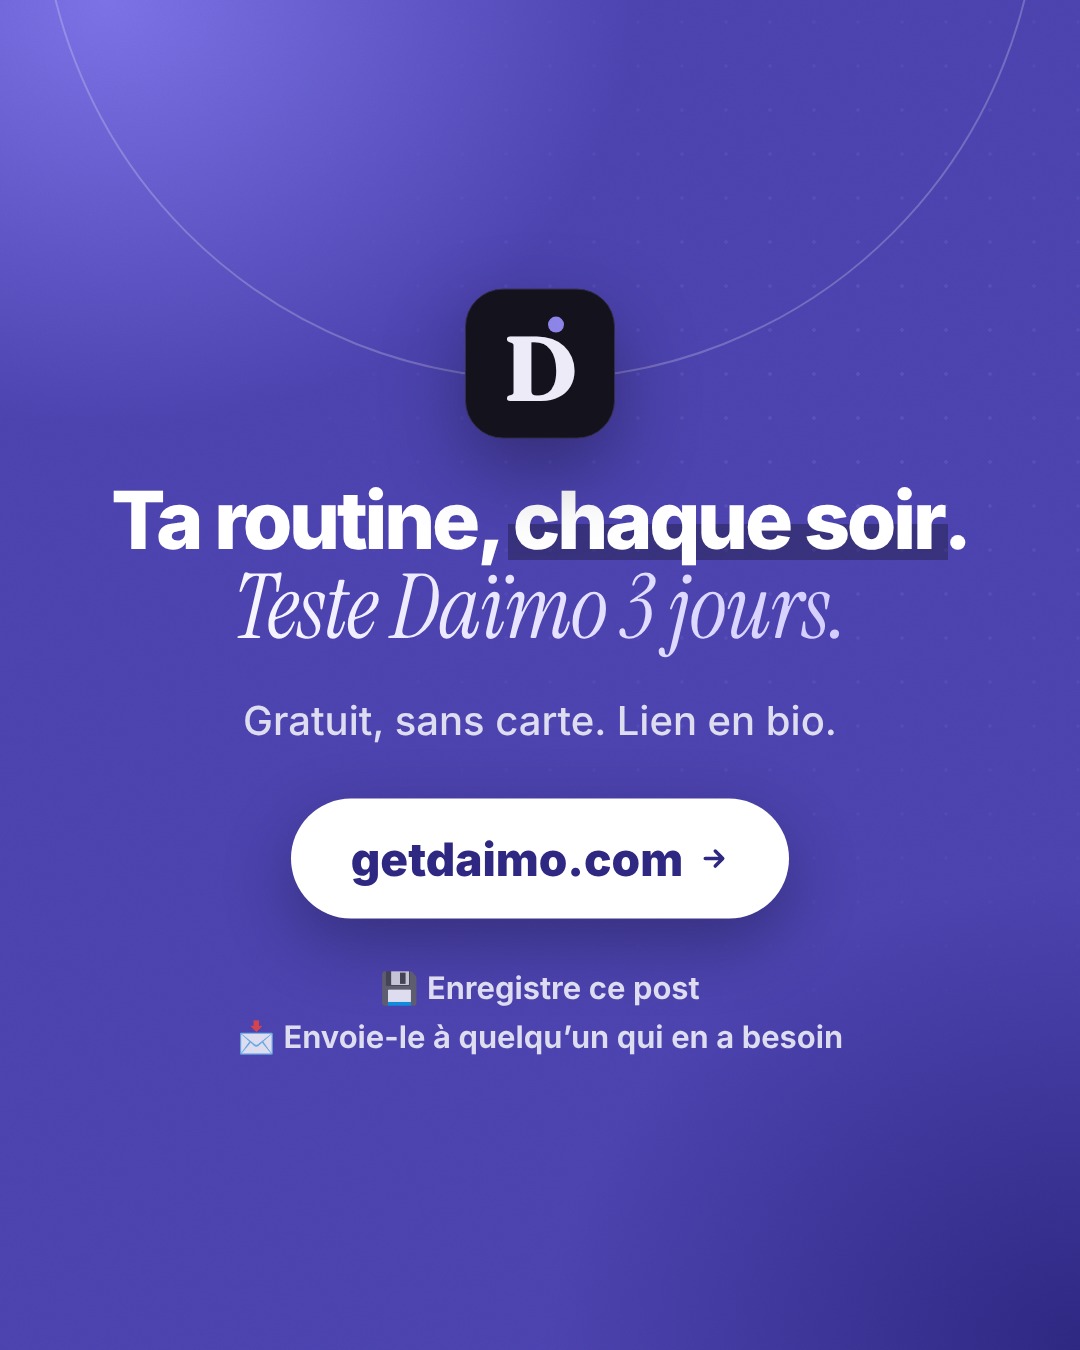 D
Ta routine, chaque soir.
Teste Daïmo 3 jours.
Gratuit, sans carte. Lien en bio.
getdaimo.com →
💾 Enregistre ce post
📩 Envoie-le à quelqu’un qui en a besoin